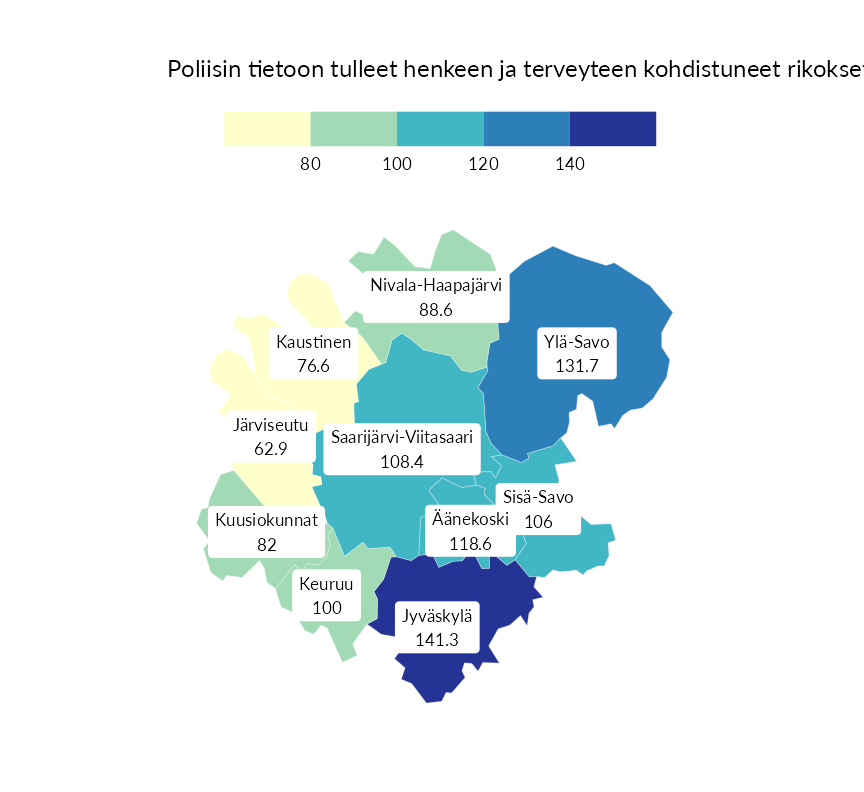 Poliisin tietoon tulleet henkeen ja terveyteen kohdistuneet rikokse
80 100 120 140
Nivala-Haapajärvi
88.6
Kaustinen
76.6
Ylä-Savo
131.7
Järviseutu
62.9
Saarijärvi-Viitasaari
108.4
Sisä-Savo
106
Kuusiokunnat
82
Äänekoski
118.6
Keuruu
100
Jyväskylä
141.3